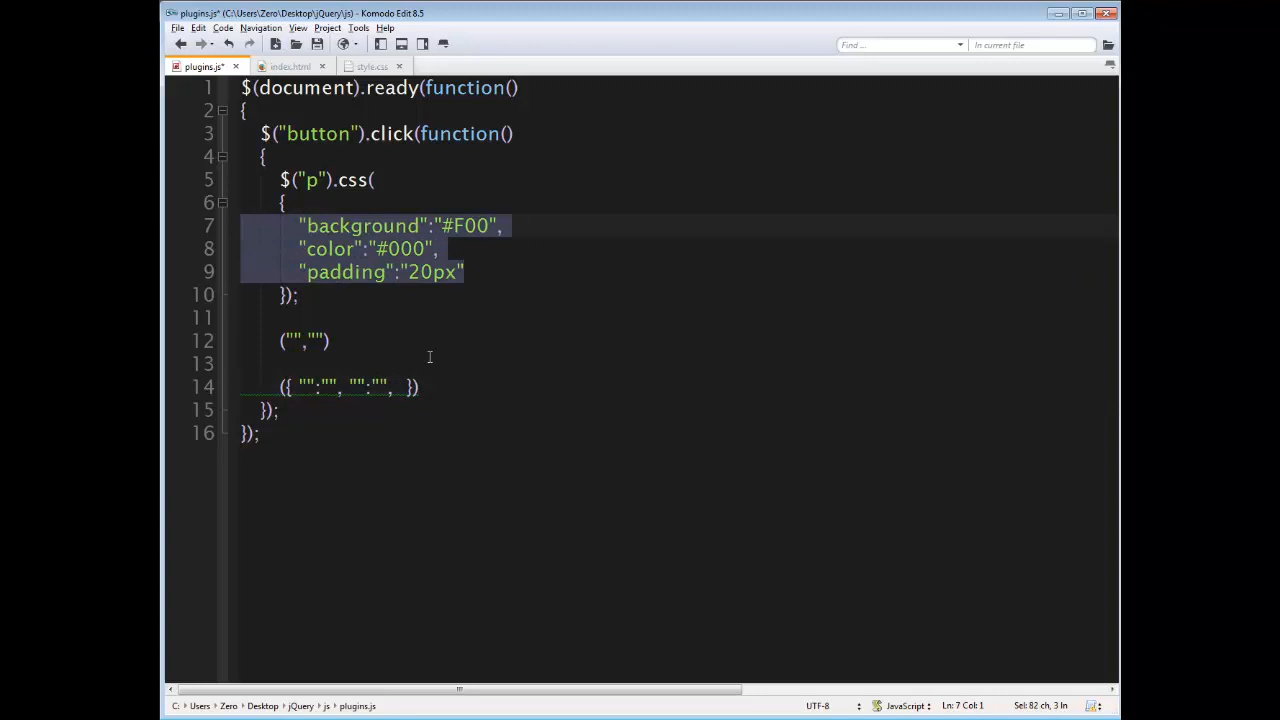 plugins.js* (C:\Users\Zero\Desktop\jQuery\js) - Komodo Edit 8.5
File Edit Code Navigation View Project Tools Help
Find ... In current file
plugins.js* index.html style.css
1 $(document).ready(function()
2 {
3 $("button").click(function()
4 {
5 $("p").css(
6 {
7 "background":"#F00",
8 "color":"#000",
9 "padding":"20px"
10 });
11
12 ("","")
13
14 ({ "":"", "":"", })
15 });
16 });
C: Users Zero Desktop jQuery js plugins.js UTF-8 JavaScript Ln: 7 Col: 1 Sel: 82 ch, 3 ln